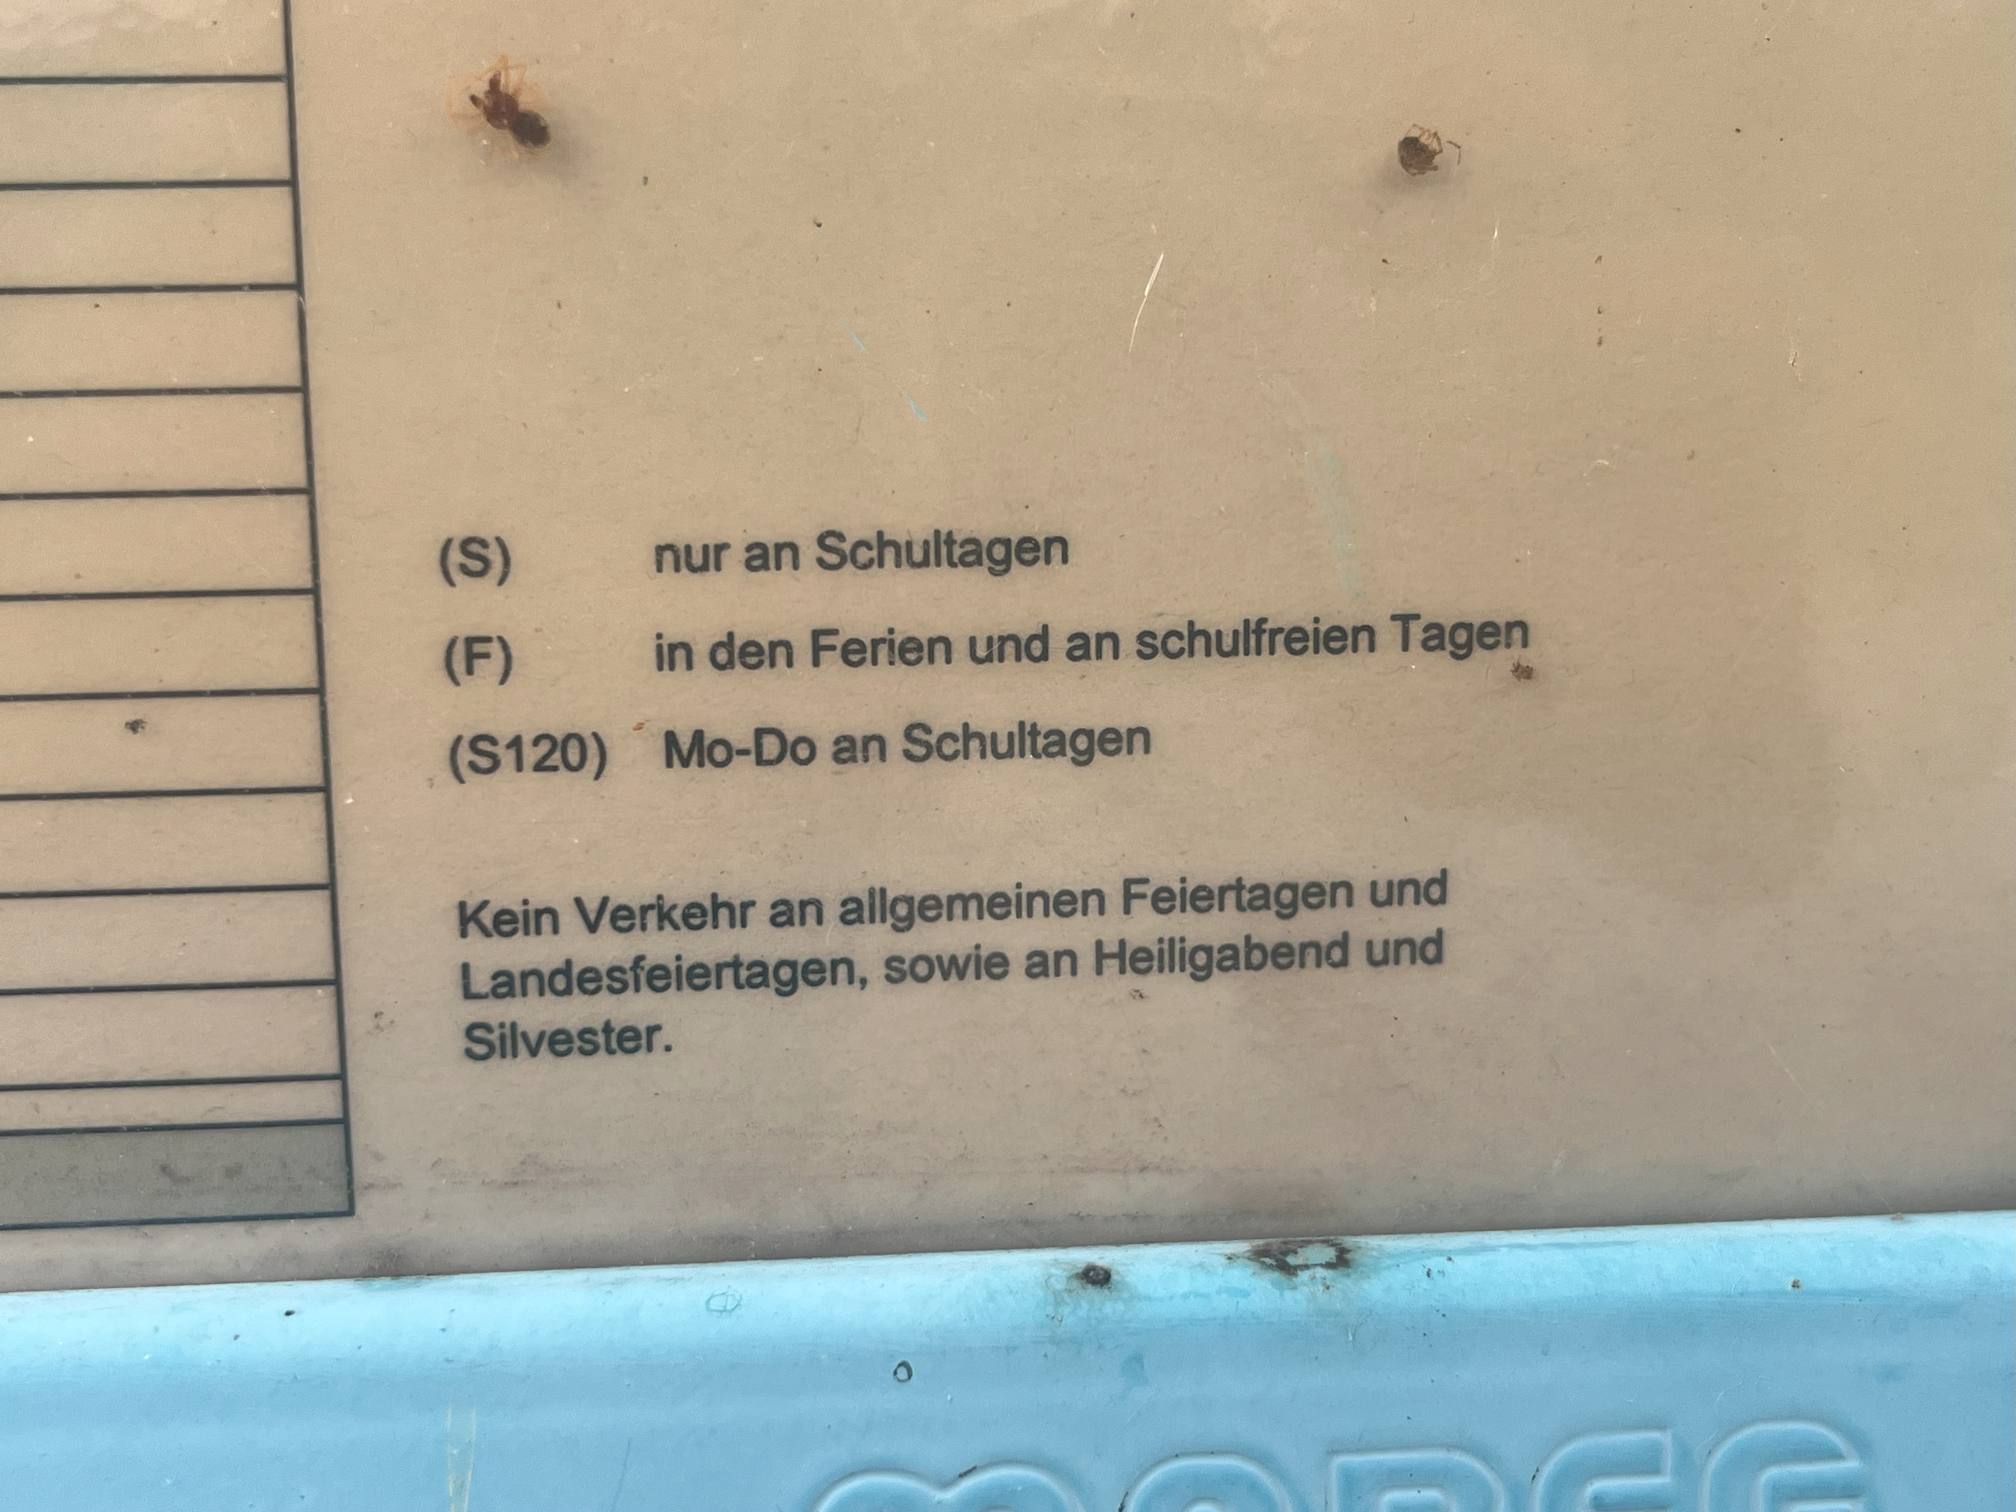 (S) nur an Schultagen
(F) in den Ferien und an schulfreien Tagen
(S120) Mo-Do an Schultagen
Kein Verkehr an allgemeinen Feiertagen und
Landesfeiertagen, sowie an Heiligabend und
Silvester.